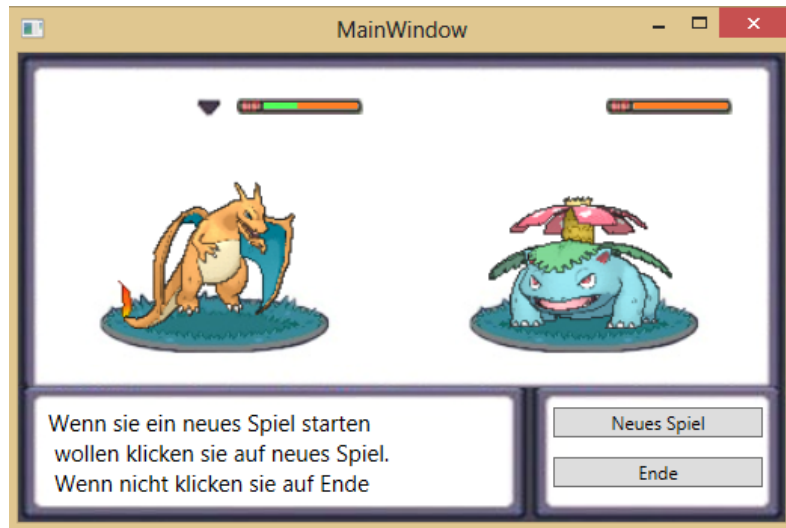 MainWindow
Wenn sie ein neues Spiel starten
wollen klicken sie auf neues Spiel.
Wenn nicht klicken sie auf Ende
Neues Spiel
Ende